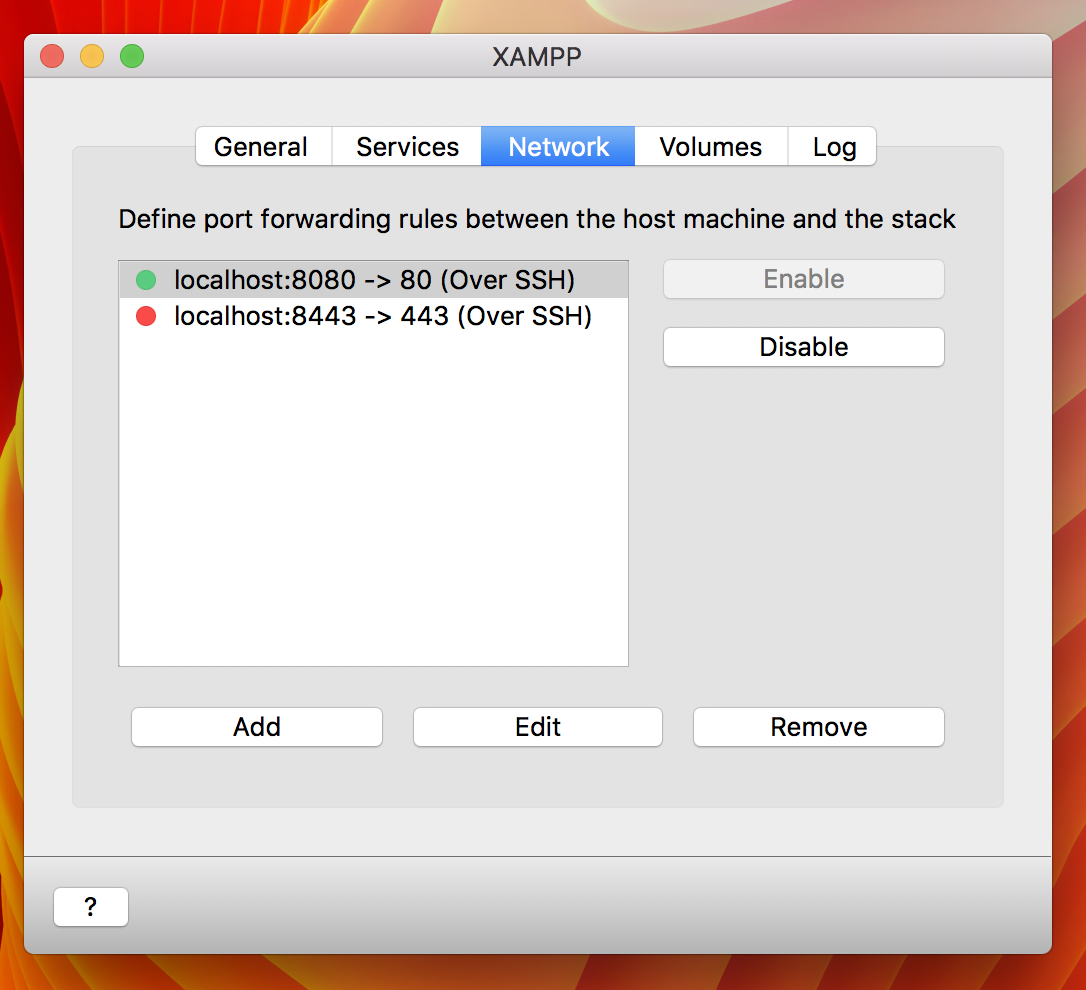 XAMPP
General Services Network Volumes Log
Define port forwarding rules between the host machine and the stack
localhost:8080 -> 80 (Over SSH)
Enable
localhost:8443 -> 443 (Over SSH)
Disable
Add Edit Remove
?